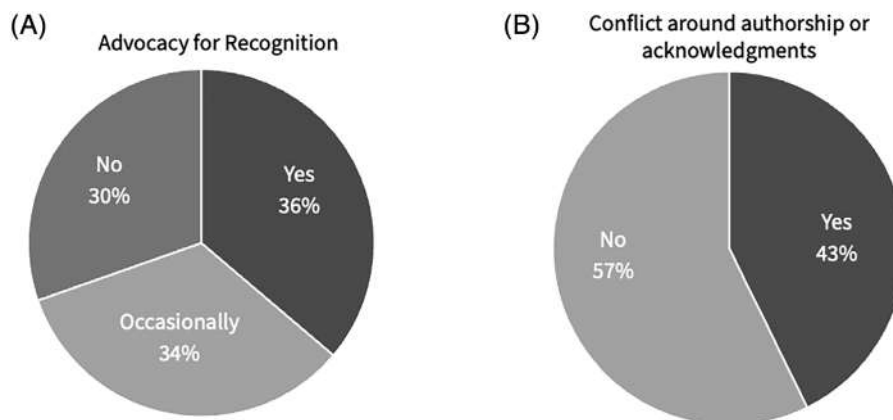 (A)
Advocacy for Recognition
No
30%
Yes
36%
Occasionally
34%
(B)
Conflict around authorship or
acknowledgments
No
57%
Yes
43%